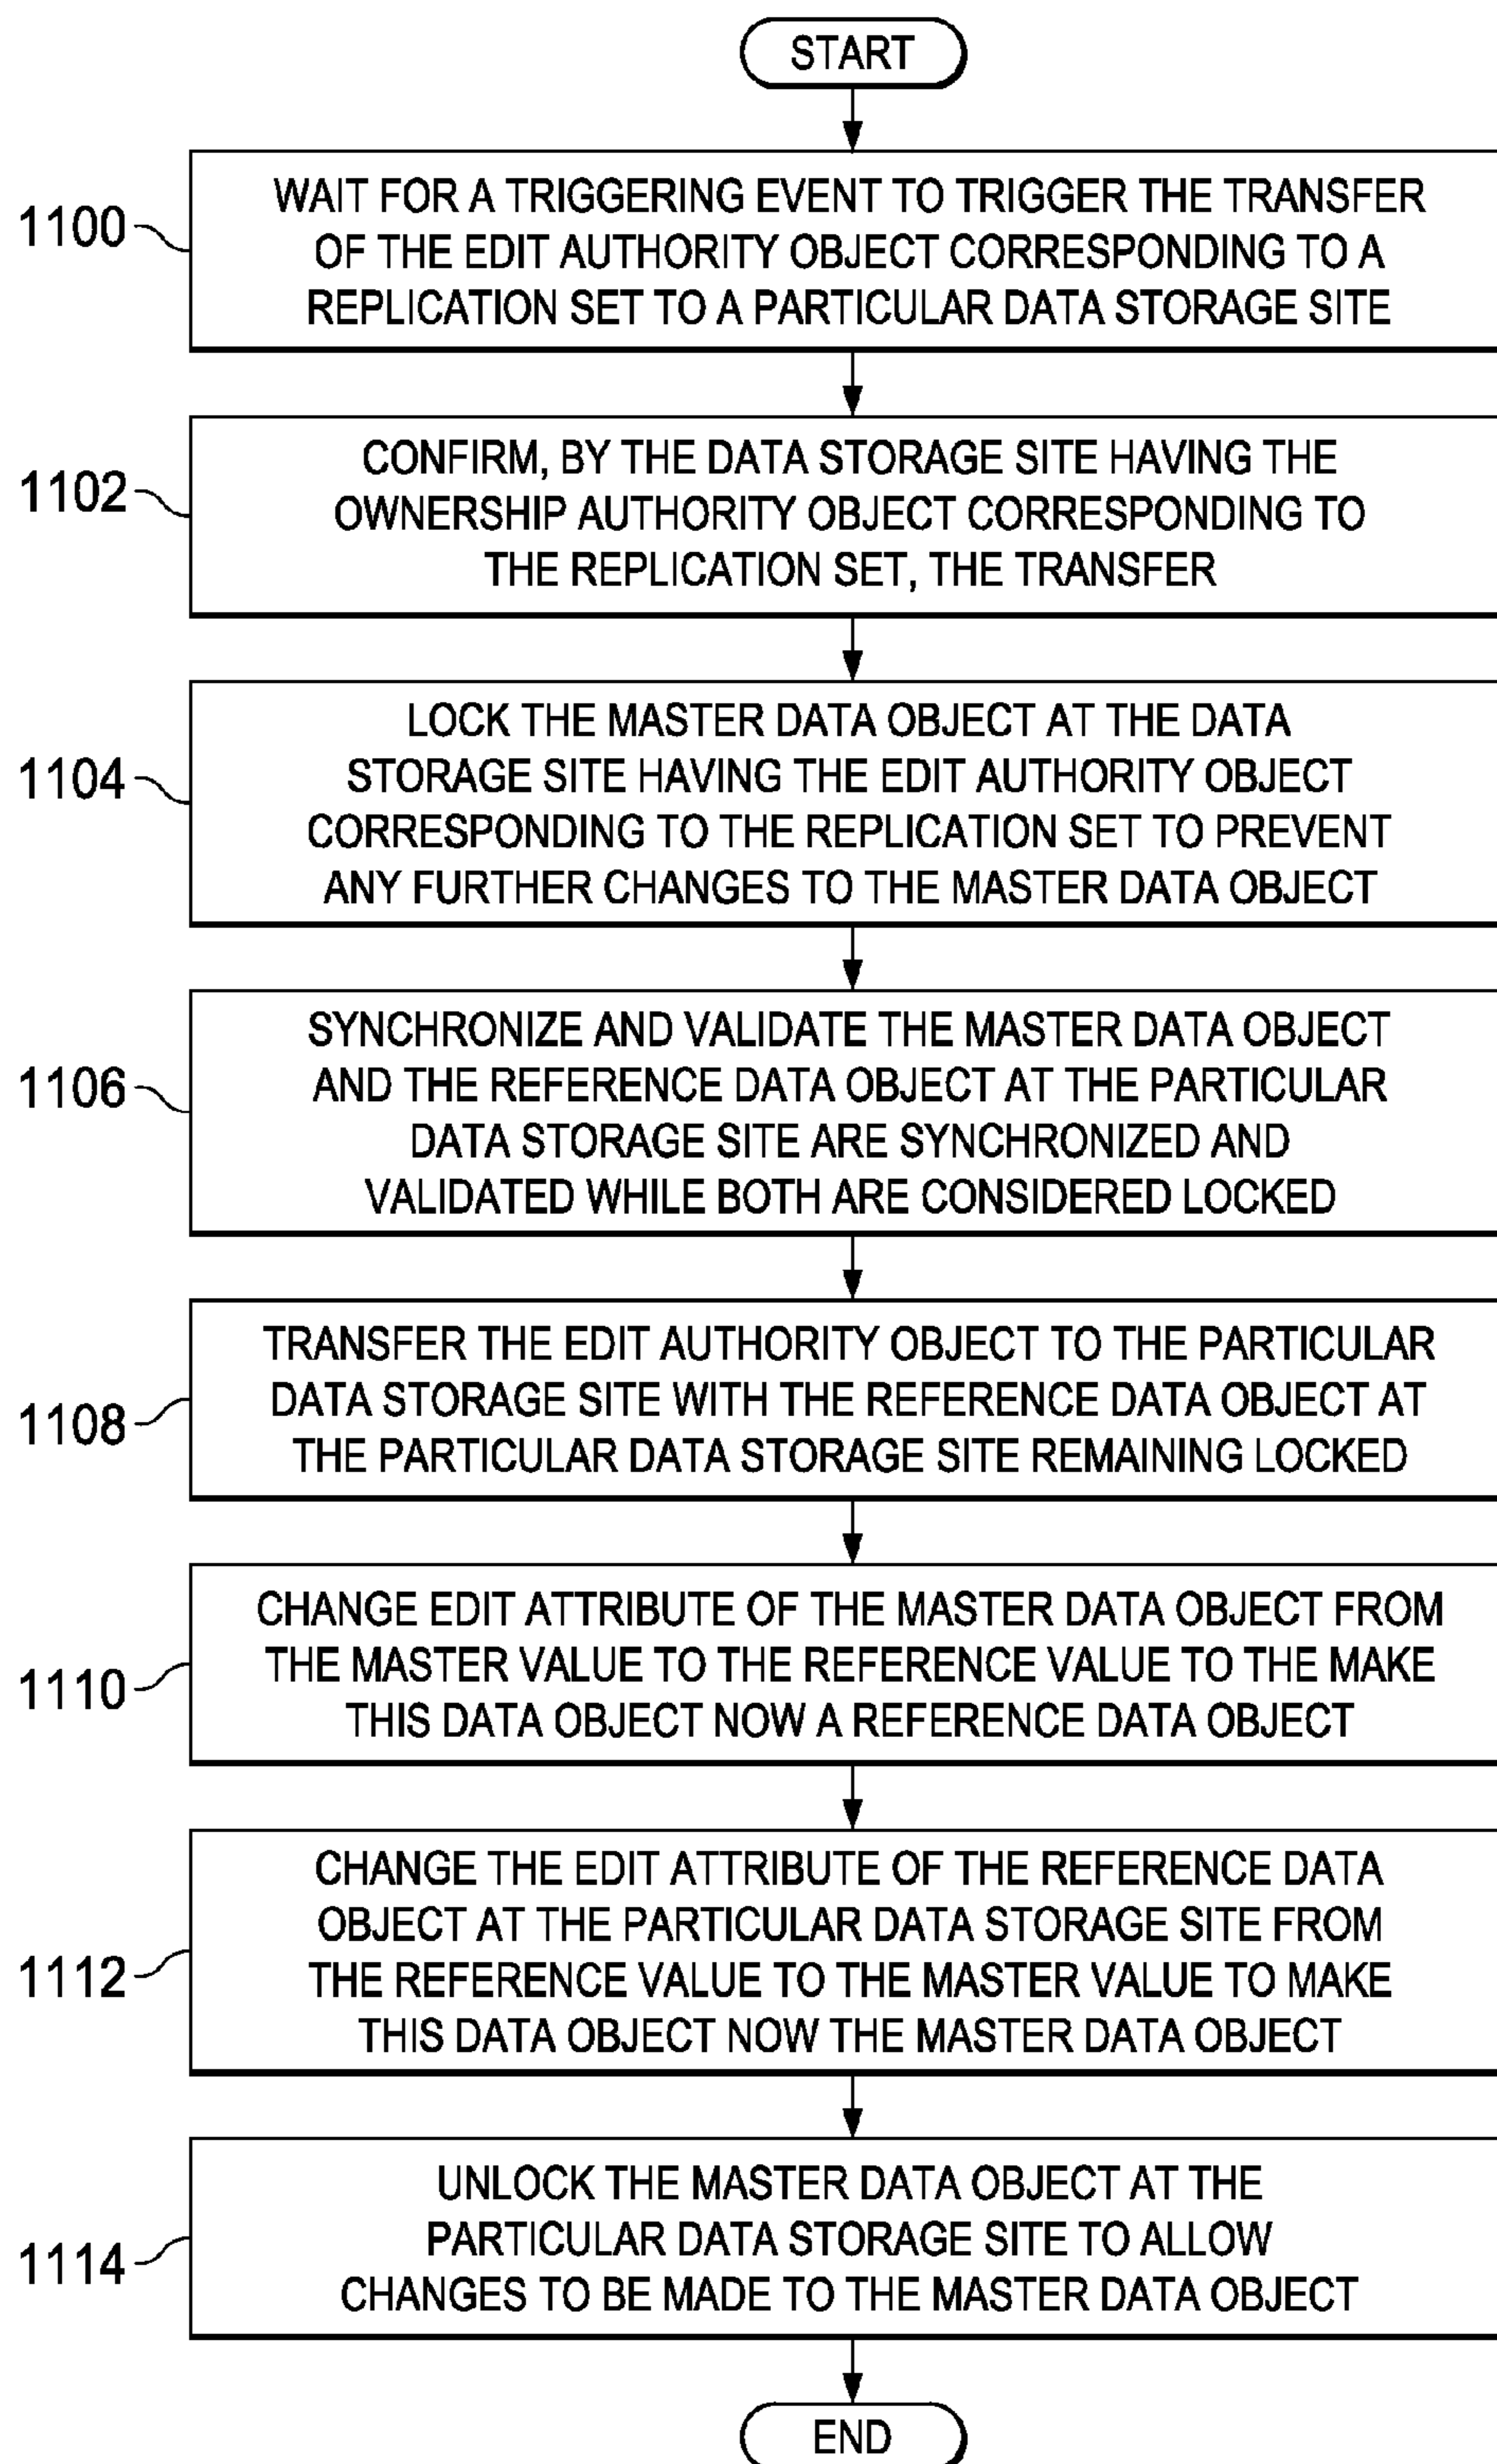 START
1100
WAIT FOR A TRIGGERING EVENT TO TRIGGER THE TRANSFER
OF THE EDIT AUTHORITY OBJECT CORRESPONDING TO A
REPLICATION SET TO A PARTICULAR DATA STORAGE SITE
1102
CONFIRM, BY THE DATA STORAGE SITE HAVING THE
OWNERSHIP AUTHORITY OBJECT CORRESPONDING TO
THE REPLICATION SET, THE TRANSFER
1104
LOCK THE MASTER DATA OBJECT AT THE DATA
STORAGE SITE HAVING THE EDIT AUTHORITY OBJECT
CORRESPONDING TO THE REPLICATION SET TO PREVENT
ANY FURTHER CHANGES TO THE MASTER DATA OBJECT
1106
SYNCHRONIZE AND VALIDATE THE MASTER DATA OBJECT
AND THE REFERENCE DATA OBJECT AT THE PARTICULAR
DATA STORAGE SITE ARE SYNCHRONIZED AND
VALIDATED WHILE BOTH ARE CONSIDERED LOCKED
1108
TRANSFER THE EDIT AUTHORITY OBJECT TO THE PARTICULAR
DATA STORAGE SITE WITH THE REFERENCE DATA OBJECT AT
THE PARTICULAR DATA STORAGE SITE REMAINING LOCKED
1110
CHANGE EDIT ATTRIBUTE OF THE MASTER DATA OBJECT FROM
THE MASTER VALUE TO THE REFERENCE VALUE TO THE MAKE
THIS DATA OBJECT NOW A REFERENCE DATA OBJECT
1112
CHANGE THE EDIT ATTRIBUTE OF THE REFERENCE DATA
OBJECT AT THE PARTICULAR DATA STORAGE SITE FROM
THE REFERENCE VALUE TO THE MASTER VALUE TO MAKE
THIS DATA OBJECT NOW THE MASTER DATA OBJECT
1114
UNLOCK THE MASTER DATA OBJECT AT THE
PARTICULAR DATA STORAGE SITE TO ALLOW
CHANGES TO BE MADE TO THE MASTER DATA OBJECT
END